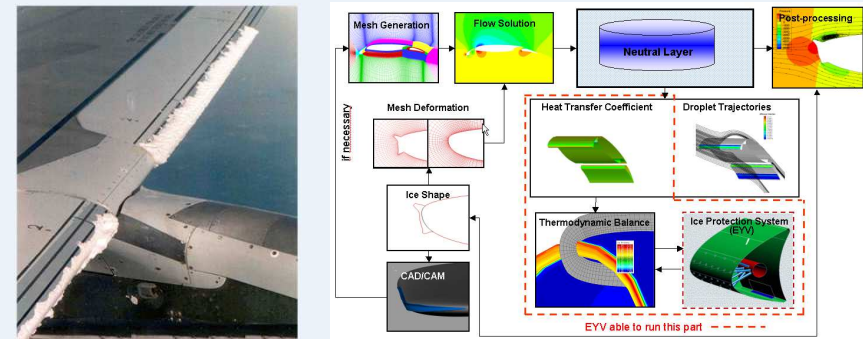 Mesh Generation
Flow Solution
Neutral Layer
Post-processing
Mesh Deformation
Heat Transfer Coefficient
Droplet Trajectories
if necessary
Ice Shape
Thermodynamic Balance
Ice Protection System
(EYV)
CAD/CAM
EYV able to run this part